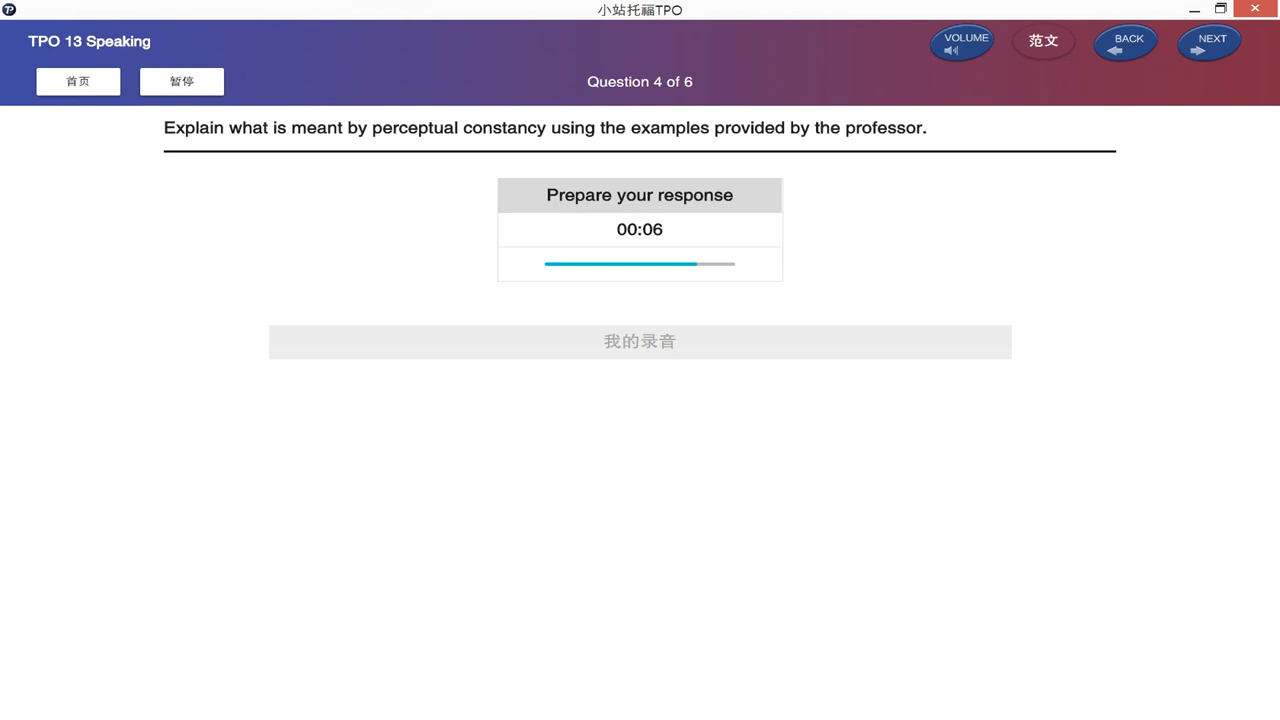 小站托福TPO
TPO 13 Speaking
VOLUME
范文
BACK
NEXT
首页
暂停
Question 4 of 6
Explain what is meant by perceptual constancy using the examples provided by the professor.
Prepare your response
00:06
我的录音